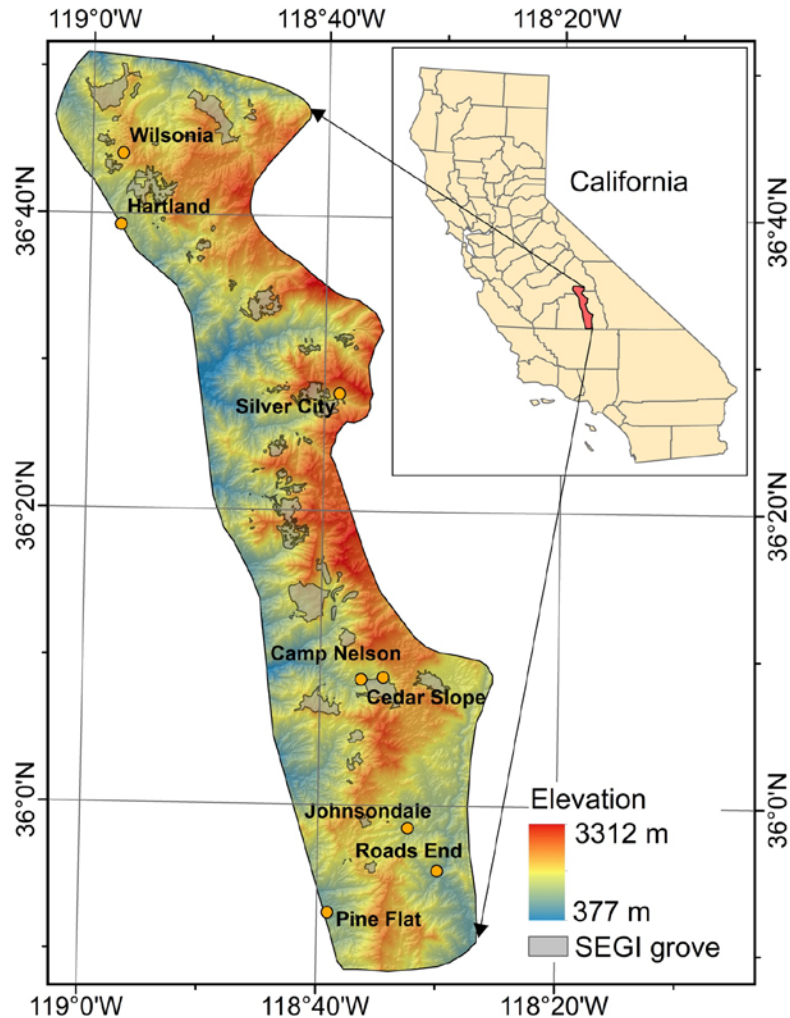 119°0'W 118°40'W 118°20'W
Wilsonia
California
Hartland
36°40'N
36°40'N
Silver City
36°20'N
36°20'N
Camp Nelson
Cedar Slope
36°0'N
36°0'N
Elevation
3312 m
377 m
SEGI grove
Johnsondale
Roads End
Pine Flat
119°0'W 118°40'W 118°20'W